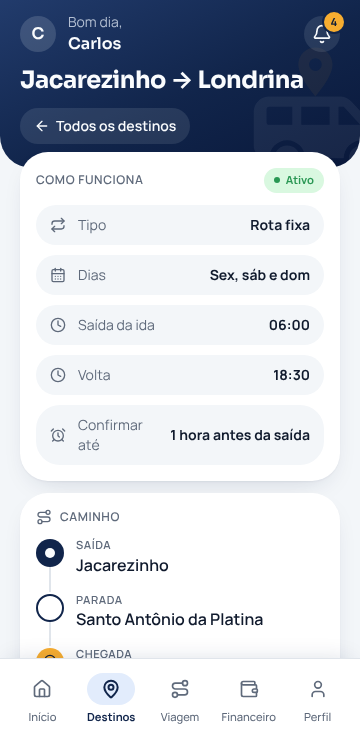 C
Bom dia,
Carlos
4
Jacarezinho → Londrina
← Todos os destinos
COMO FUNCIONA
Ativo
Tipo
Rota fixa
Dias
Sex, sáb e dom
Saída da ida
06:00
Volta
18:30
Confirmar
até
1 hora antes da saída
CAMINHO
SAÍDA
Jacarezinho
PARADA
Santo Antônio da Platina
CHEGADA
Início
Destinos
Viagem
Financeiro
Perfil